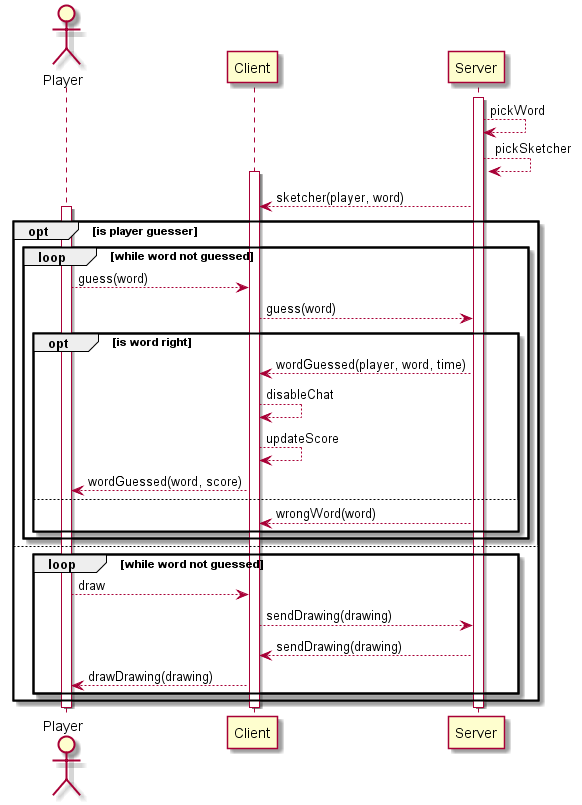 Player
Client
Server
pickWord
pickSketcher
sketcher(player, word)
opt [is player guesser]
loop [while word not guessed]
guess(word)
guess(word)
opt [is word right]
wordGuessed(player, word, time)
disableChat
updateScore
wordGuessed(word, score)
wrongWord(word)
loop [while word not guessed]
draw
sendDrawing(drawing)
sendDrawing(drawing)
drawDrawing(drawing)
Player
Client
Server